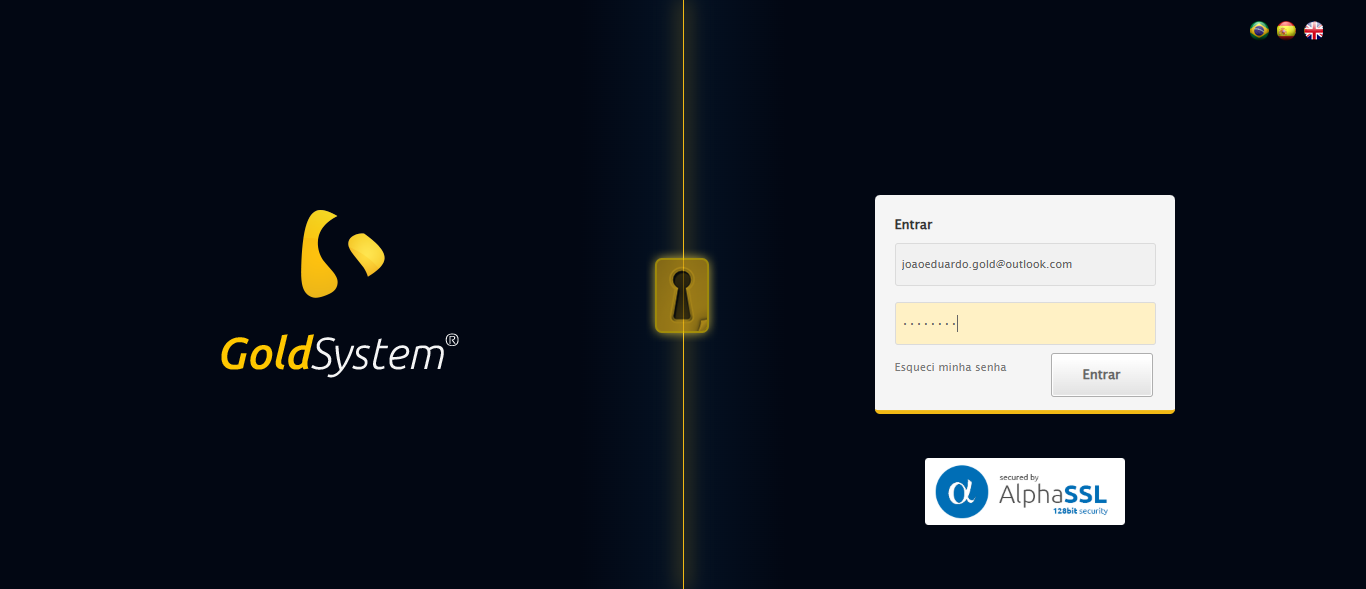 GoldSystem®
Entrar
joaoeduardo.gold@outlook.com
........
Esqueci minha senha
Entrar
α
secured by
AlphaSSL
128bit security